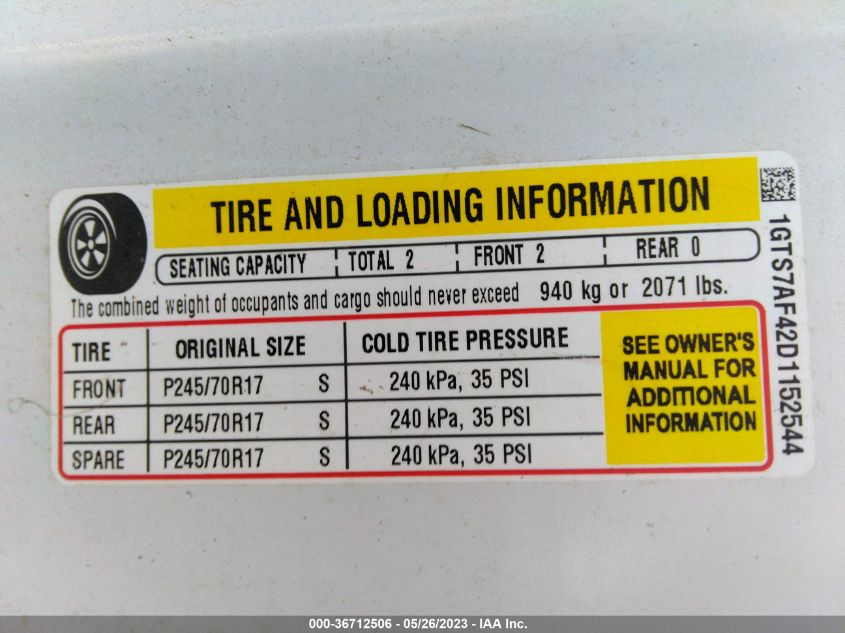 TIRE AND LOADING INFORMATION
SEATING CAPACITY TOTAL 2 FRONT 2 REAR 0
The combined weight of occupants and cargo should never exceed 940 kg or 2071 lbs.
TIRE ORIGINAL SIZE COLD TIRE PRESSURE
FRONT P245/70R17 S 240 kPa, 35 PSI
REAR P245/70R17 S 240 kPa, 35 PSI
SPARE P245/70R17 S 240 kPa, 35 PSI
SEE OWNER'S
MANUAL FOR
ADDITIONAL
INFORMATION
1GTS7AF42D1152544
000-36712506 - 05/26/2023 - IAA Inc.